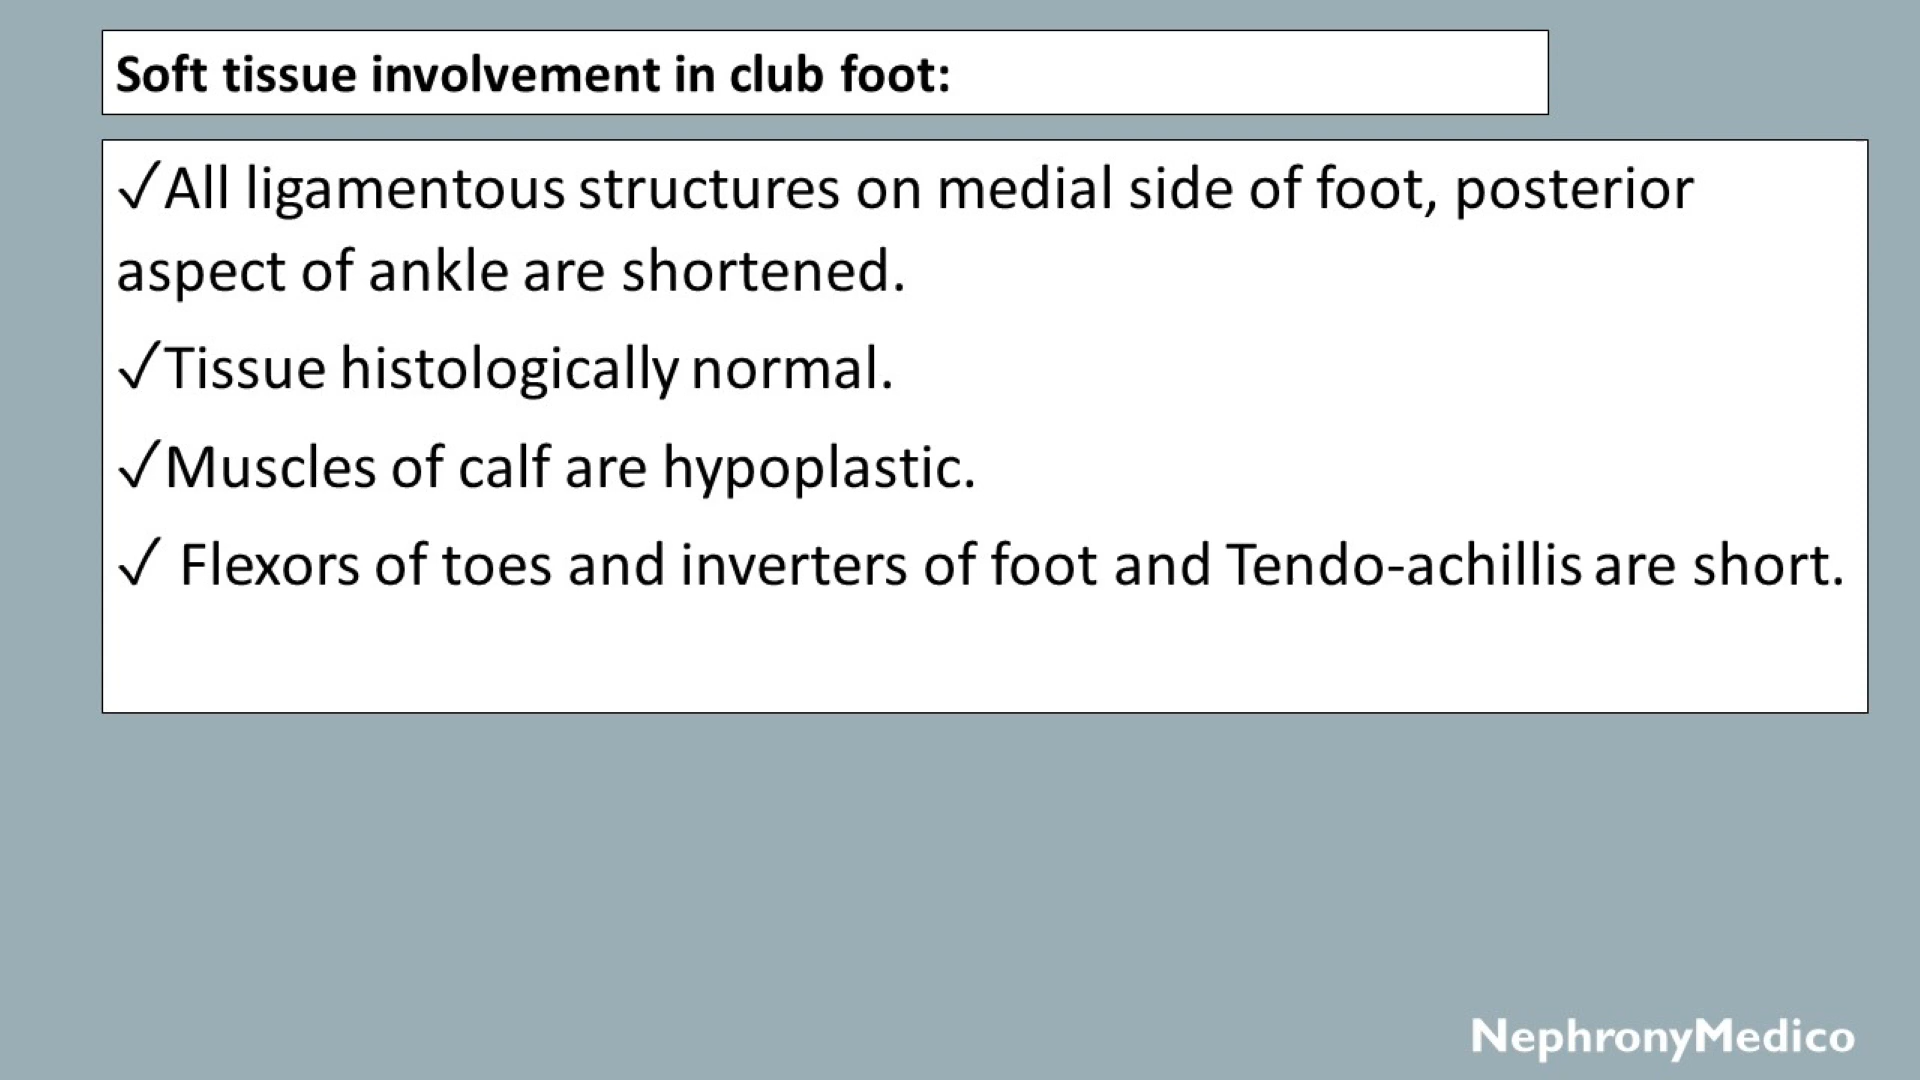 Soft tissue involvement in club foot:
✓All ligamentous structures on medial side of foot, posterior
aspect of ankle are shortened.
✓Tissue histologically normal.
✓Muscles of calf are hypoplastic.
✓ Flexors of toes and inverters of foot and Tendo-achillis are short.
NephronyMedico